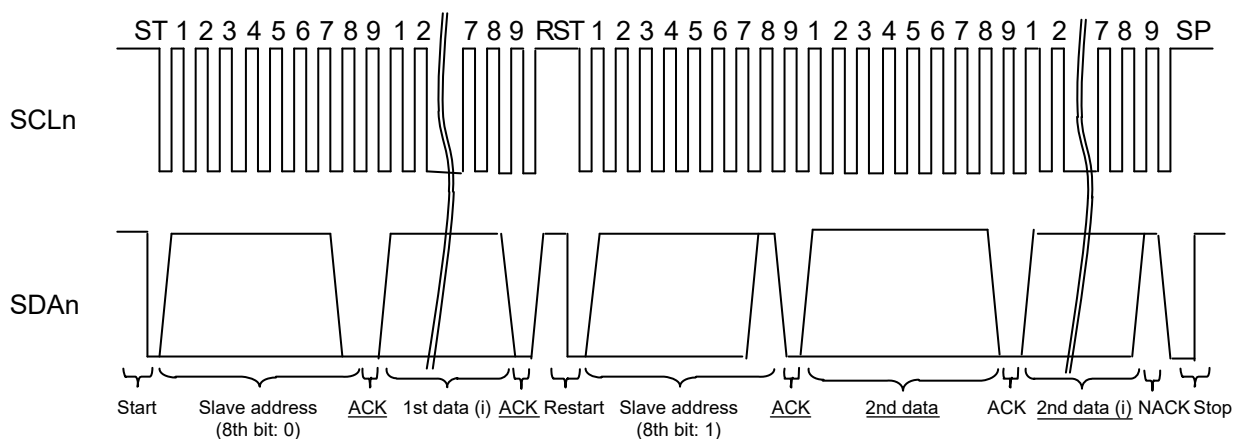 ST 1 2 3 4 5 6 7 8 9 1 2 7 8 9 RST 1 2 3 4 5 6 7 8 9 1 2 3 4 5 6 7 8 9 1 2 7 8 9 SP
SCLn
SDAn
Start Slave address ACK 1st data (i) ACK Restart Slave address ACK 2nd data ACK 2nd data (i) NACK Stop
(8th bit: 0) (8th bit: 1)